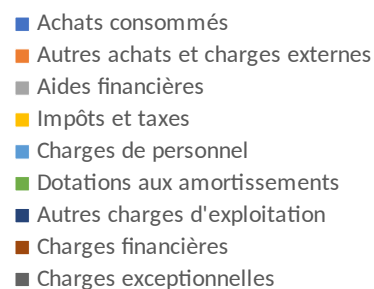 Achats consommés
Autres achats et charges externes
Aides financières
Impôts et taxes
Charges de personnel
Dotations aux amortissements
Autres charges d'exploitation
Charges financières
Charges exceptionnelles